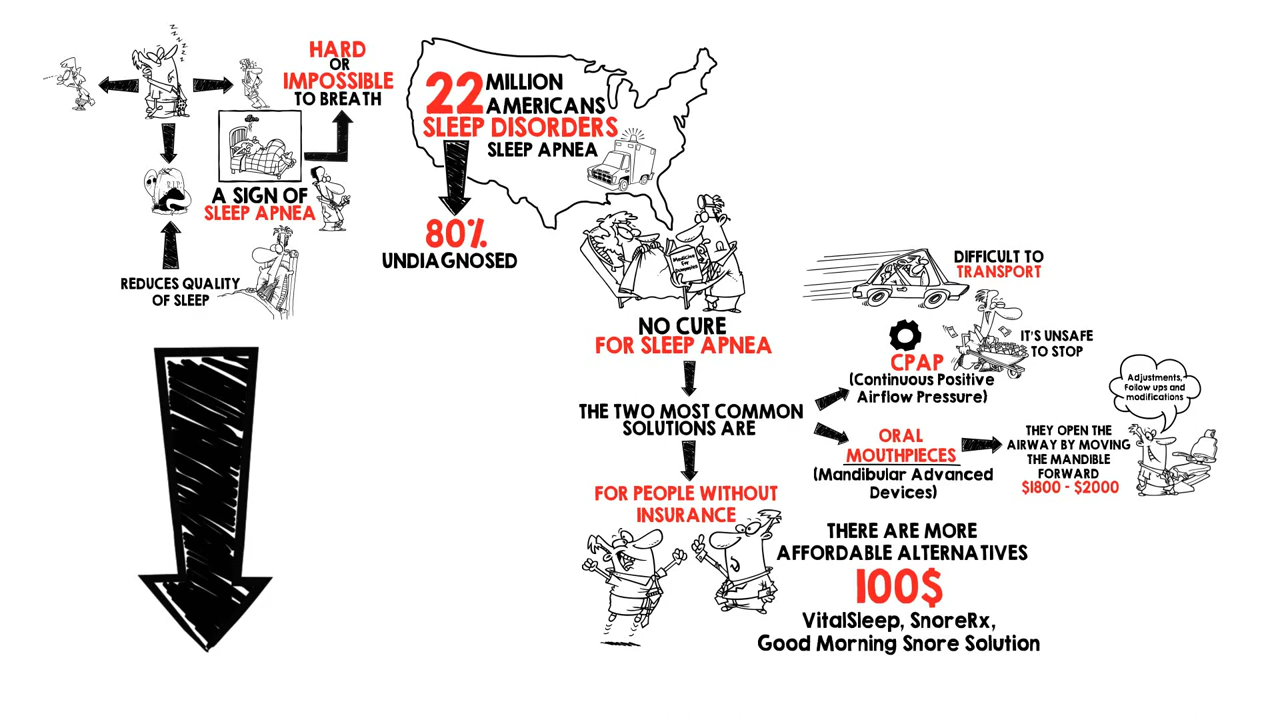 HARD
OR
IMPOSSIBLE
TO BREATH
A SIGN OF
SLEEP APNEA
REDUCES QUALITY
OF SLEEP
22 MILLION
AMERICANS
SLEEP DISORDERS
SLEEP APNEA
80%
UNDIAGNOSED
Medicine
for
Dummies
NO CURE
FOR SLEEP APNEA
THE TWO MOST COMMON
SOLUTIONS ARE
FOR PEOPLE WITHOUT
INSURANCE
DIFFICULT TO
TRANSPORT
IT'S UNSAFE
TO STOP
CPAP
(Continuous Positive
Airflow Pressure)
ORAL
MOUTHPIECES
(Mandibular Advanced
Devices)
THEY OPEN THE
AIRWAY BY MOVING
THE MANDIBLE
FORWARD
$1800 - $2000
Adjustments,
Follow ups and
modifications
THERE ARE MORE
AFFORDABLE ALTERNATIVES
100$
VitalSleep, SnoreRx,
Good Morning Snore Solution